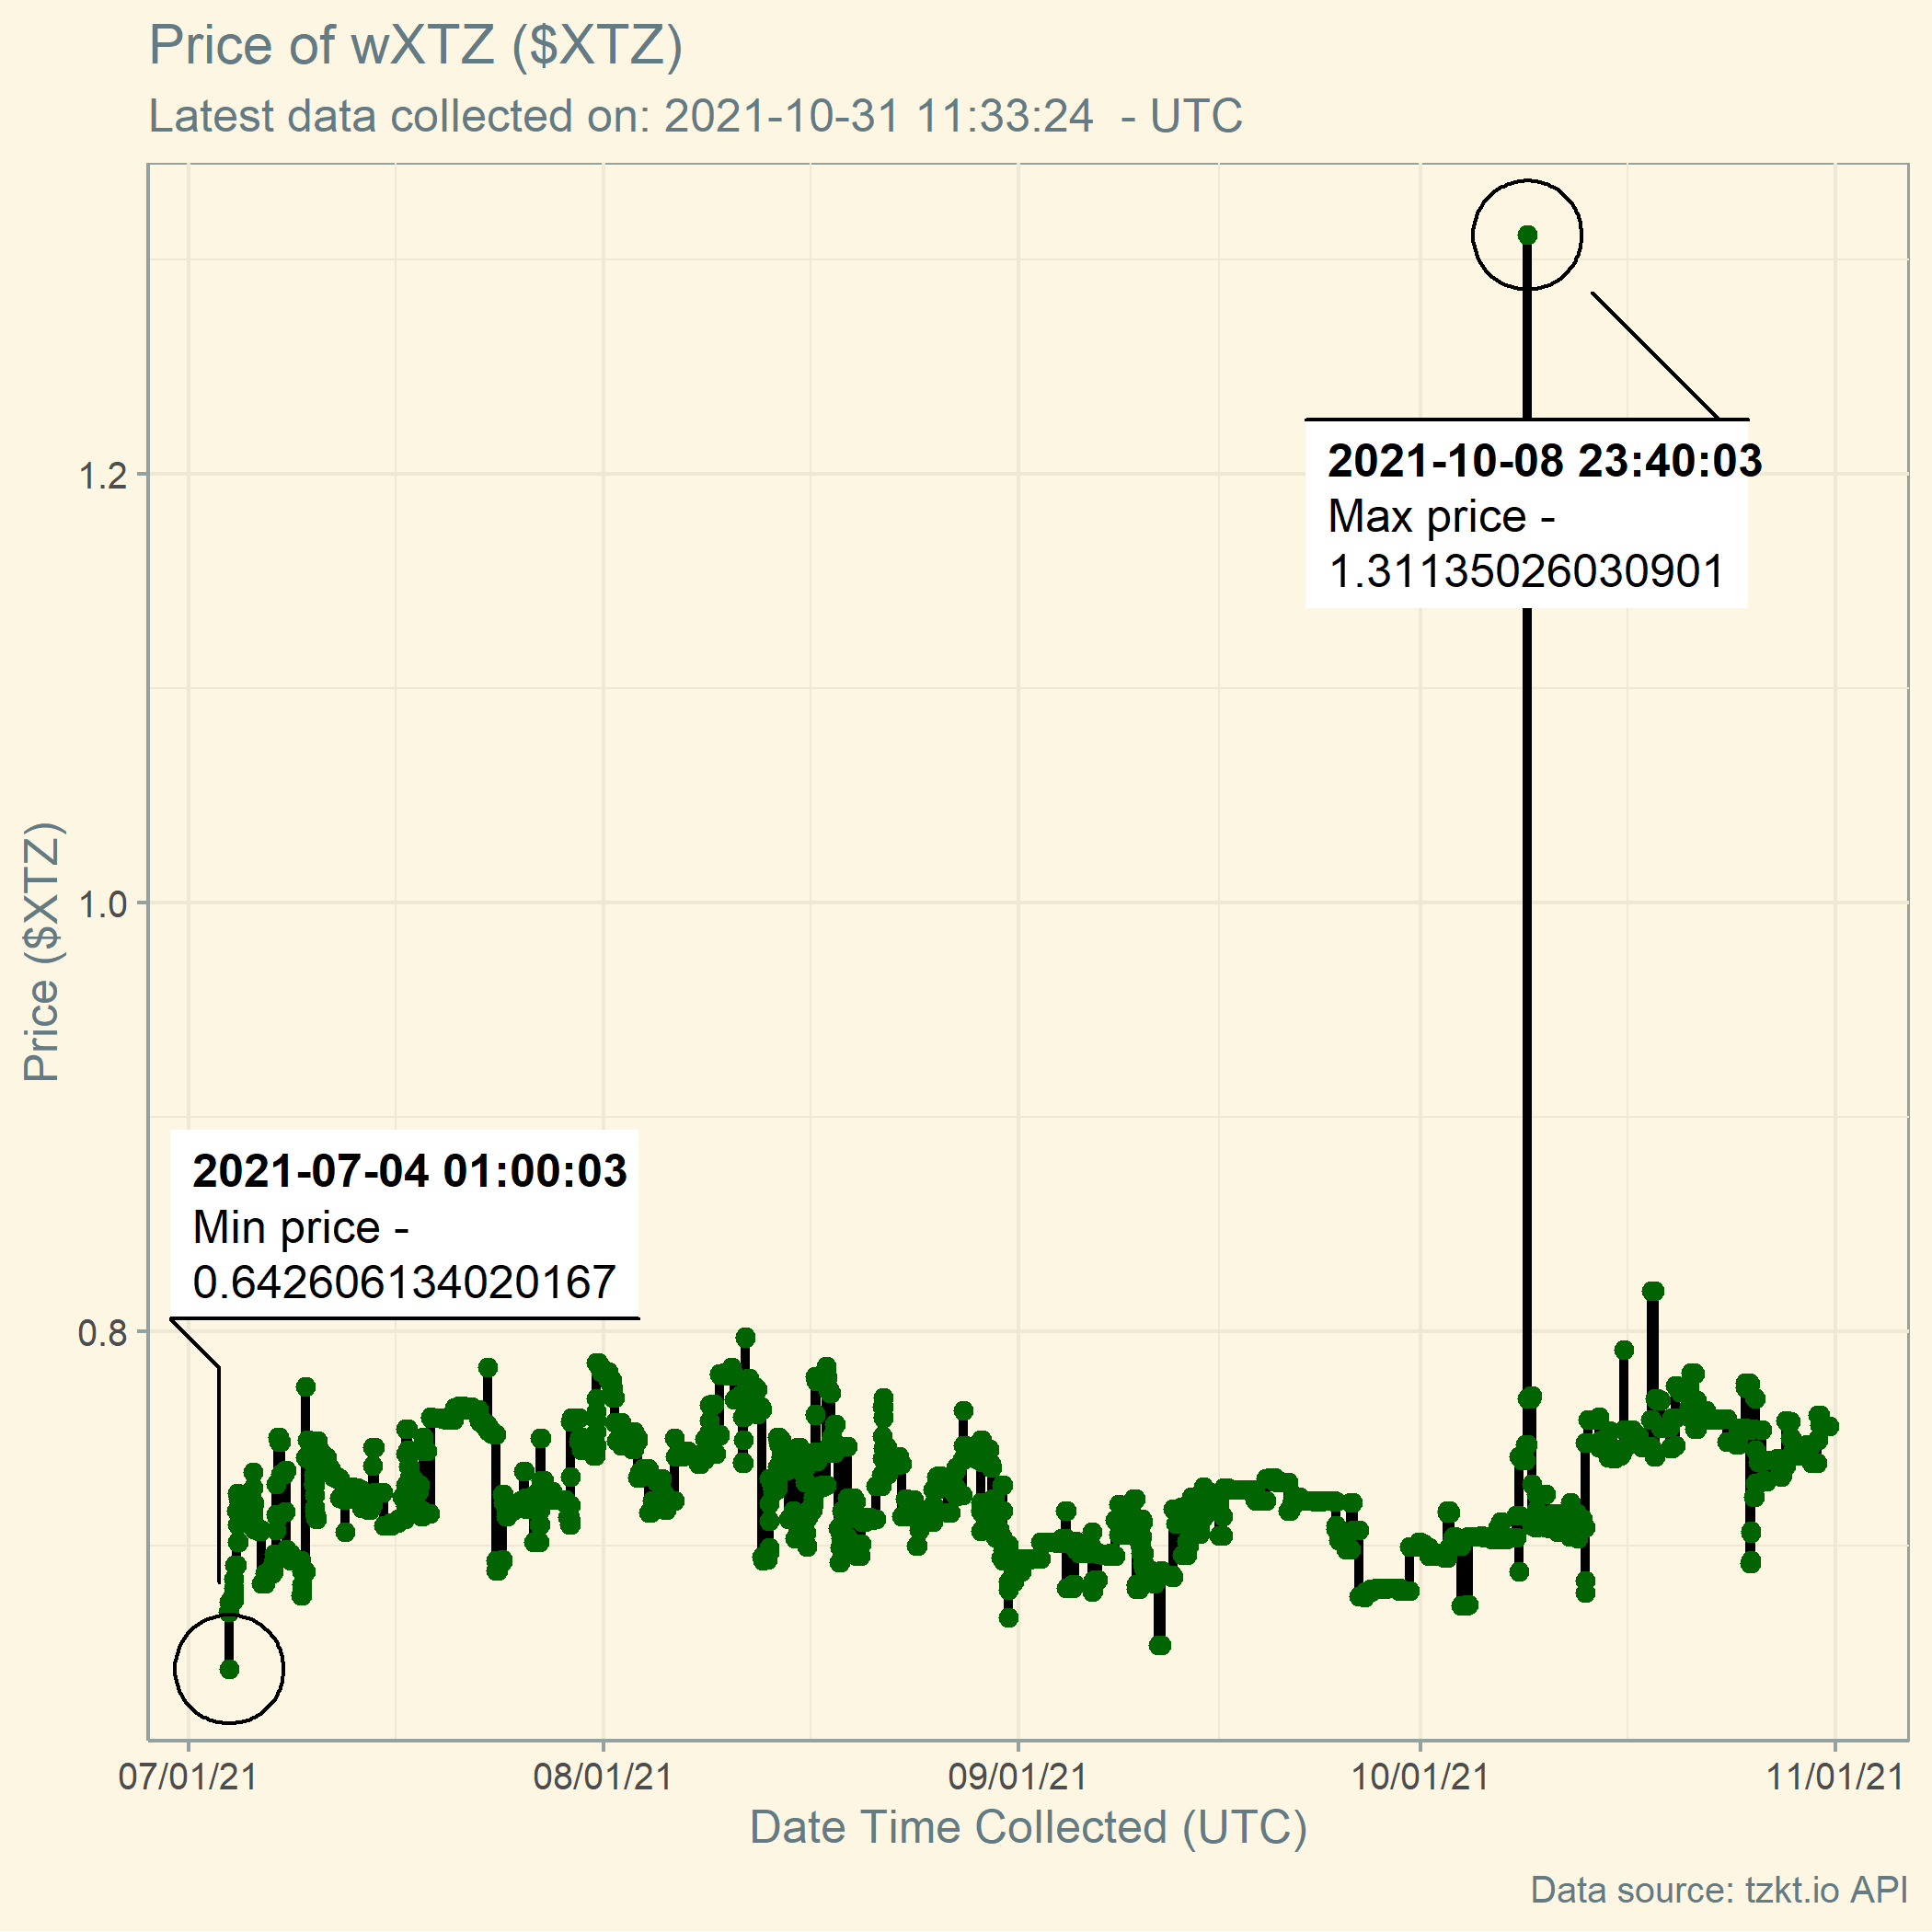 Price of wXTZ ($XTZ)
Latest data collected on: 2021-10-31 11:33:24  - UTC
2021-10-08 23:40:03
Max price -
1.31135026030901
1.2
1.0
0.8
Price ($XTZ)
2021-07-04 01:00:03
Min price -
0.642606134020167
07/01/21 08/01/21 09/01/21 10/01/21 11/01/21
Date Time Collected (UTC)
Data source: tzkt.io API